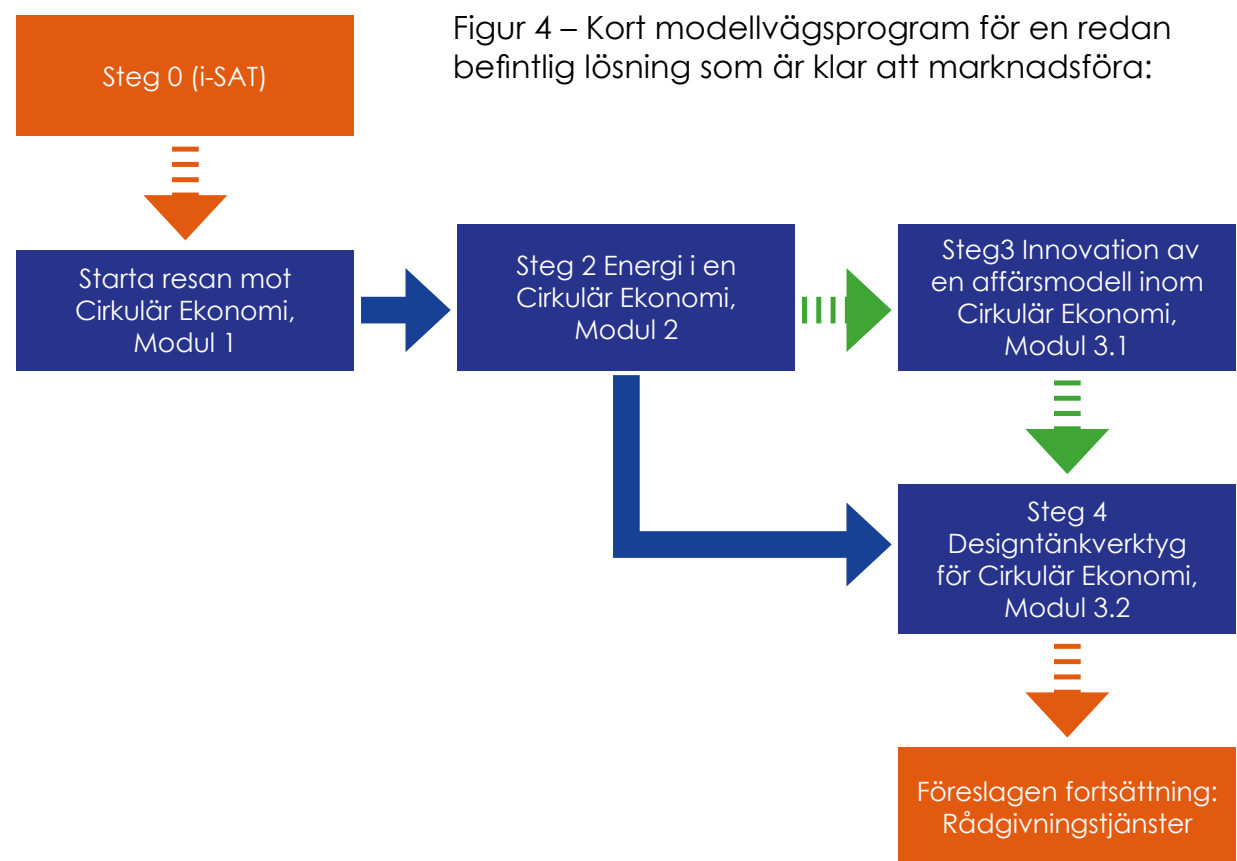 Figur 4 – Kort modellvägsprogram för en redan
befintlig lösning som är klar att marknadsföra:
Steg 0 (i-SAT)
Starta resan mot
Cirkulär Ekonomi,
Modul 1
Steg 2 Energi i en
Cirkulär Ekonomi,
Modul 2
Steg3 Innovation av
en affärsmodell inom
Cirkulär Ekonomi,
Modul 3.1
Steg 4
Designtänkverktyg
för Cirkulär Ekonomi,
Modul 3.2
Föreslagen fortsättning:
Rådgivningstjänster